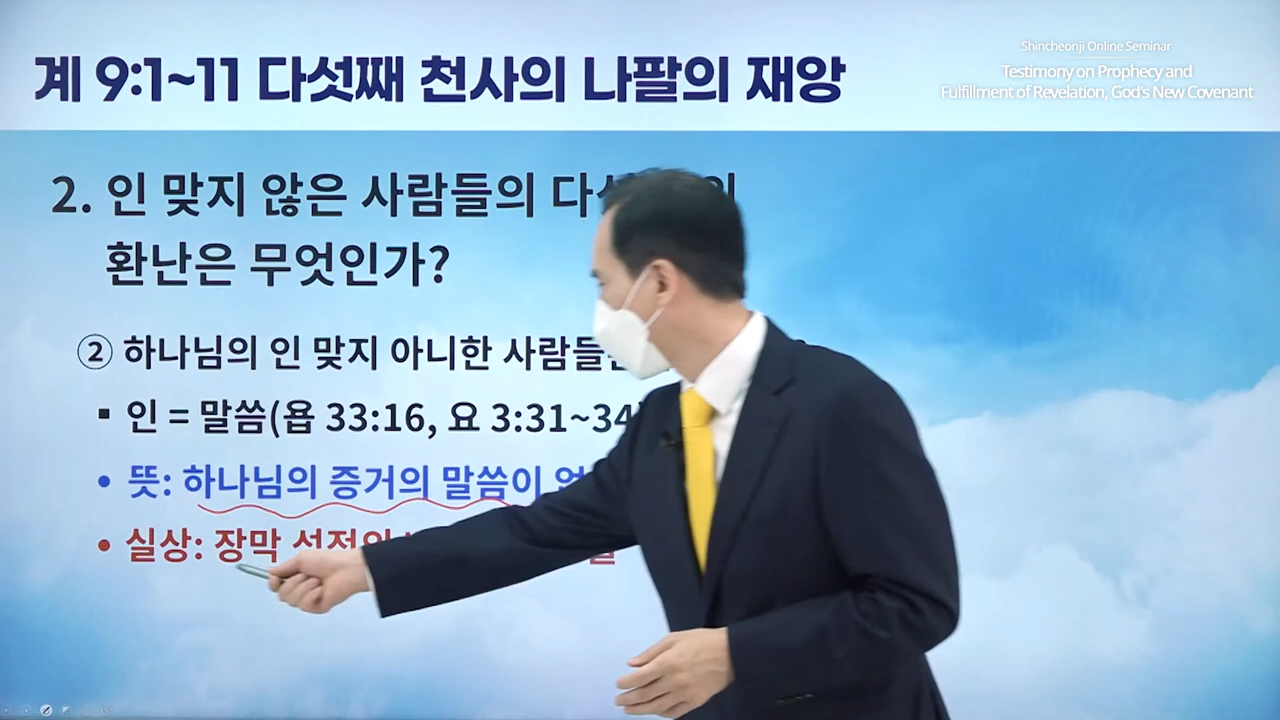 계 9:1~11 다섯째 천사의 나팔의 재앙
Shincheonji Online Seminar
Testimony on Prophecy and
Fulfillment of Revelation, God's New Covenant
2. 인 맞지 않은 사람들의
환난은 무엇인가?
② 하나님의 인 맞지 아니한
▪ 인 = 말씀(욥 33:16, 요 3:31~34
• 뜻: 하나님의 증거의 말씀이
• 실상: 장막